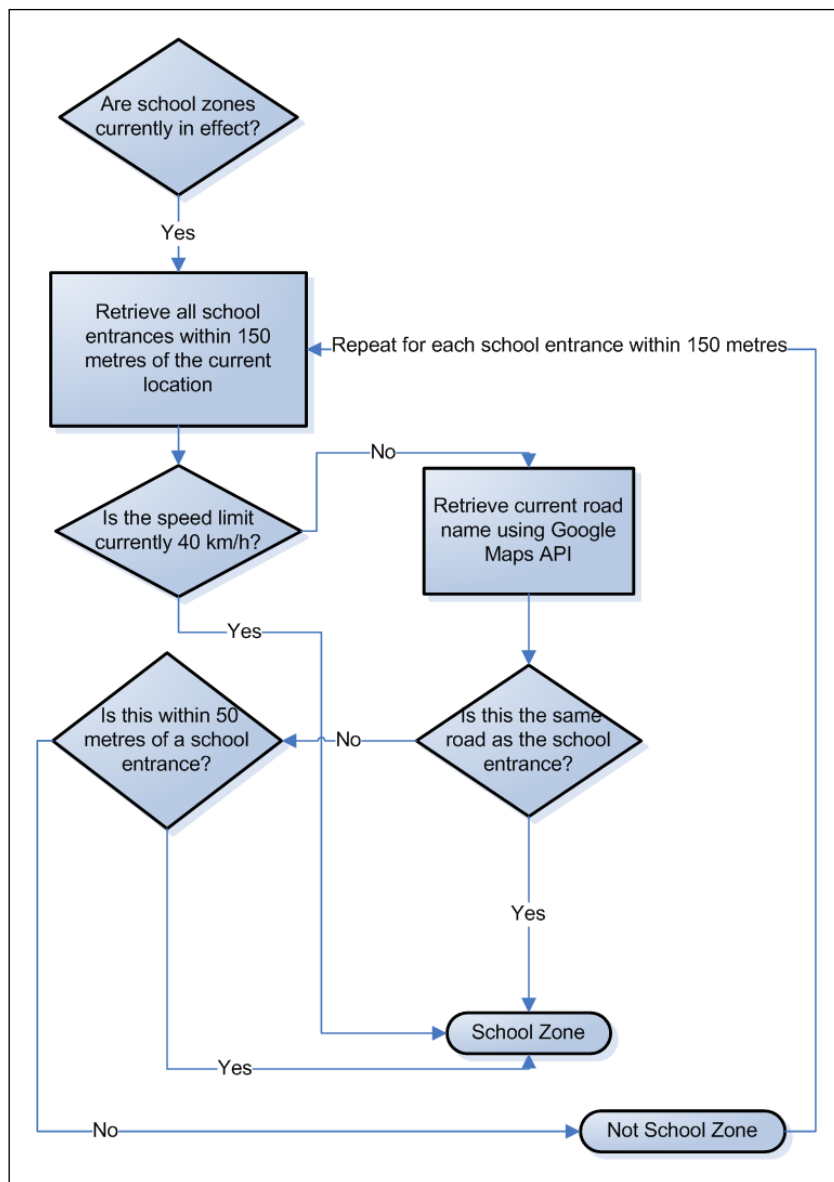 Are school zones
currently in effect?
Yes
Retrieve all school
entrances within 150
metres of the current
location
Repeat for each school entrance within 150 metres
No
Is the speed limit
currently 40 km/h?
Retrieve current road
name using Google
Maps API
Yes
Is this within 50
metres of a school
entrance?
No
Is this the same
road as the school
entrance?
Yes
School Zone
Yes
No
Not School Zone